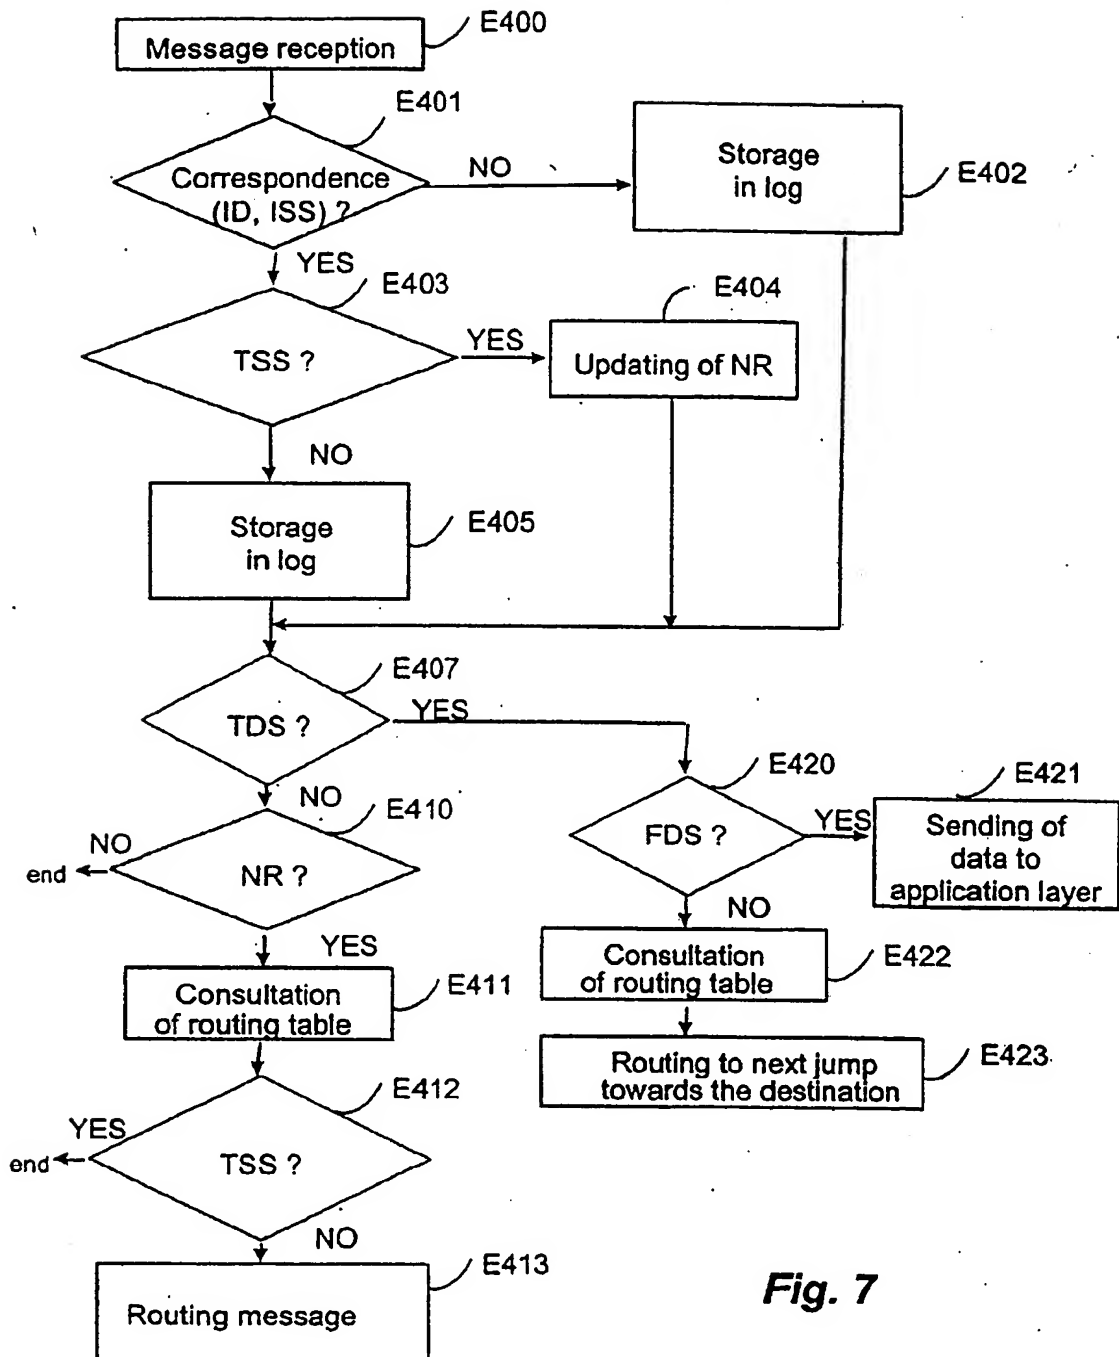 E400
Message reception
E401
Correspondence
(ID, ISS) ?
NO
Storage
in log
E402
YES
E403
TSS ?
YES
E404
Updating of NR
NO
Storage
in log
E405
E407
TDS ?
YES
NO
E410
NR ?
NO
end
YES
E420
FDS ?
YES
E421
Sending of
data to
application layer
NO
Consultation
of routing table
E411
Consultation
of routing table
E422
E412
TSS ?
YES
end
NO
Routing to next jump
towards the destination
E423
E413
Routing message
Fig. 7